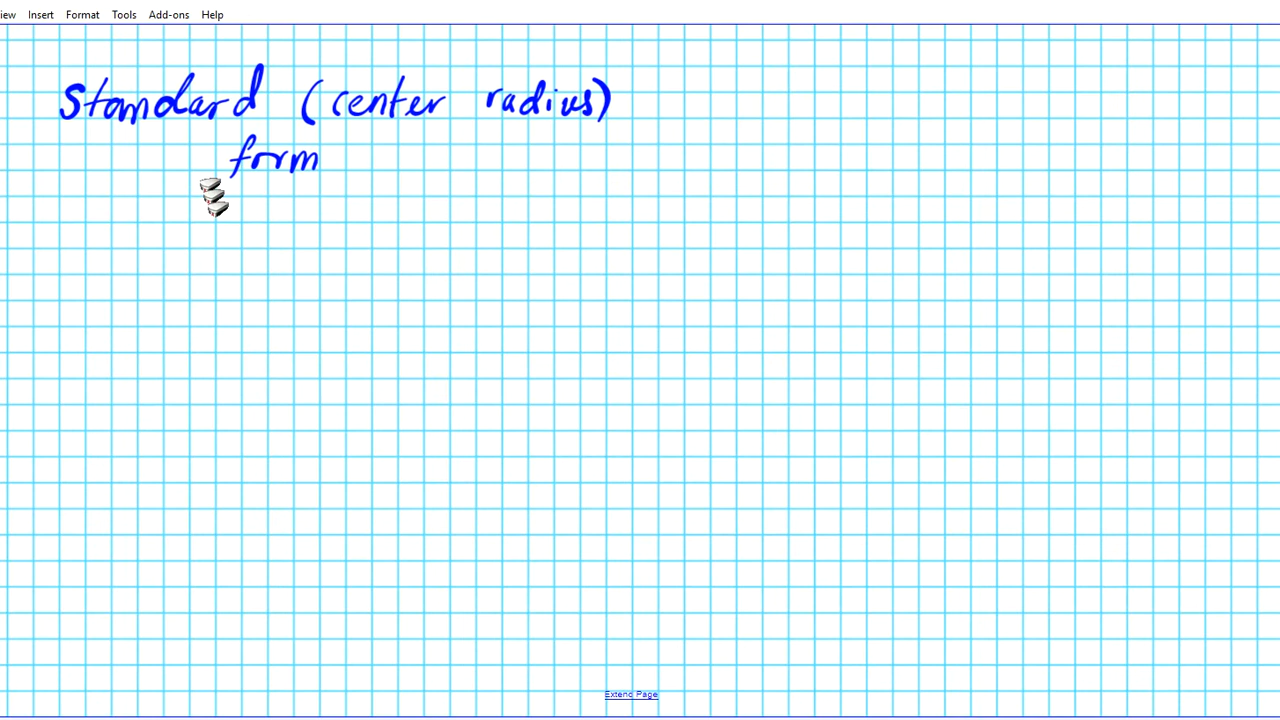 iew Insert Format Tools Add-ons Help
Standard (center radius)
form
Extend Page